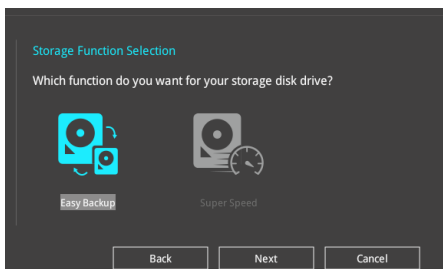 Storage Function Selection
Which function do you want for your storage disk drive?
Easy Backup
Super Speed
Back
Next
Cancel